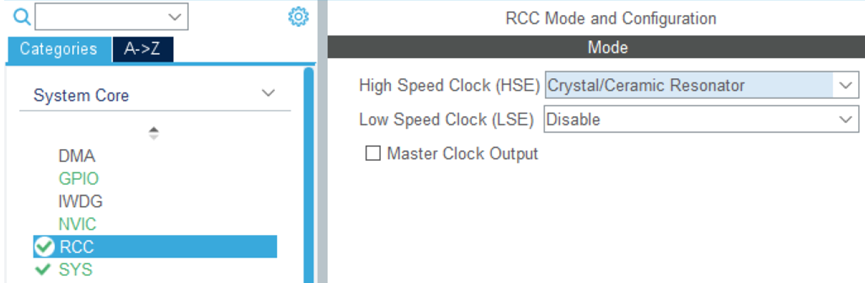 RCC Mode and Configuration
Categories A->Z
Mode
System Core
High Speed Clock (HSE) Crystal/Ceramic Resonator
Low Speed Clock (LSE) Disable
Master Clock Output
DMA
GPIO
IWDG
NVIC
RCC
SYS